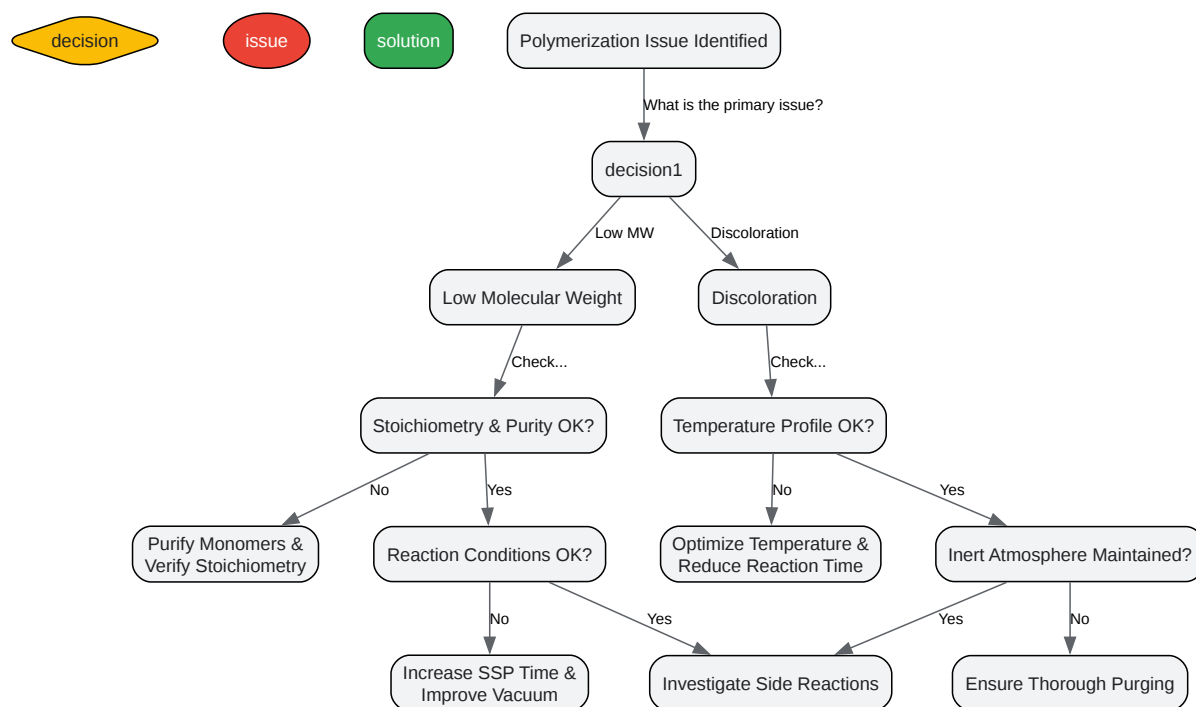 decision
issue
solution
Polymerization Issue Identified
What is the primary issue?
decision1
Low MW
Discoloration
Low Molecular Weight
Discoloration
Check...
Check...
Stoichiometry & Purity OK?
Temperature Profile OK?
No
Yes
No
Yes
Purify Monomers &
Verify Stoichiometry
Reaction Conditions OK?
Optimize Temperature &
Reduce Reaction Time
Inert Atmosphere Maintained?
No
Yes
Yes
No
Increase SSP Time &
Improve Vacuum
Investigate Side Reactions
Ensure Thorough Purging